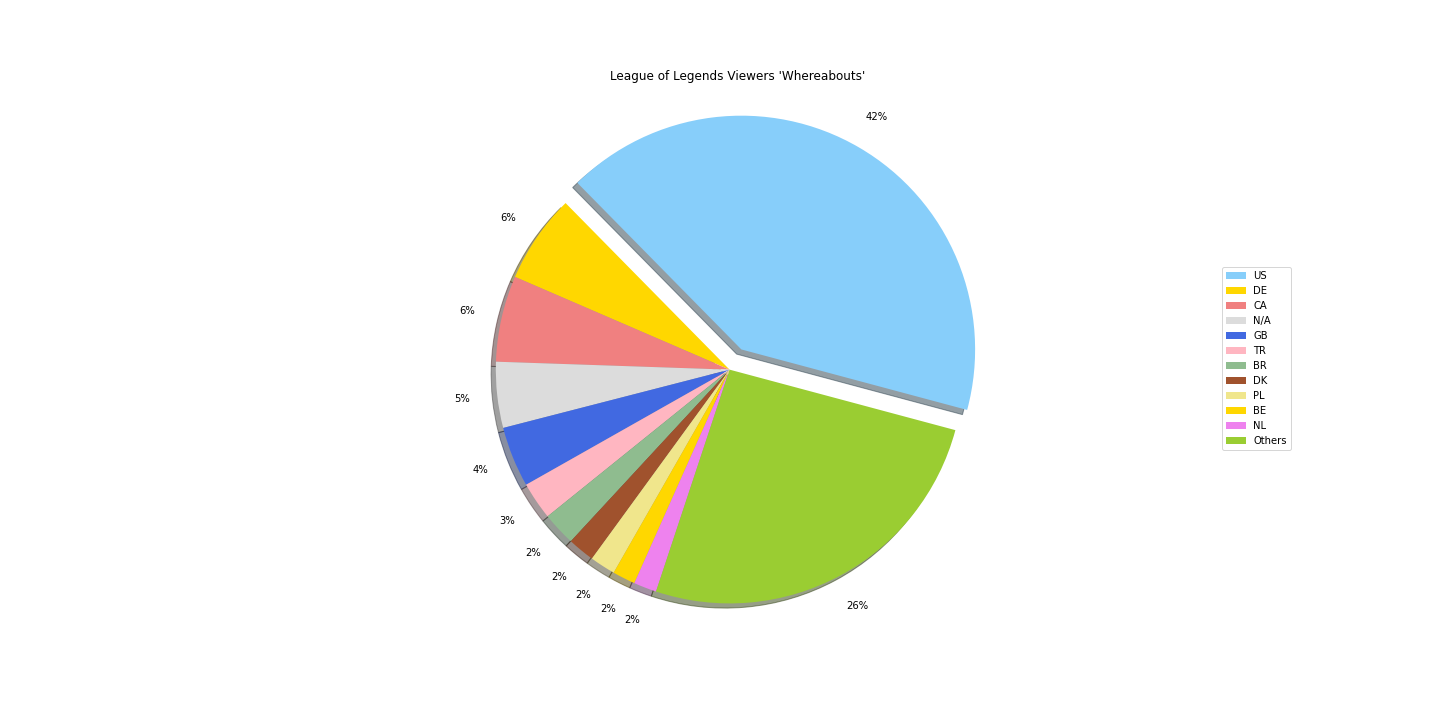 League of Legends Viewers 'Whereabouts'
42%
6%
6%
5%
4%
3%
2%
2%
2%
2%
2%
26%
US
DE
CA
N/A
GB
TR
BR
DK
PL
BE
NL
Others